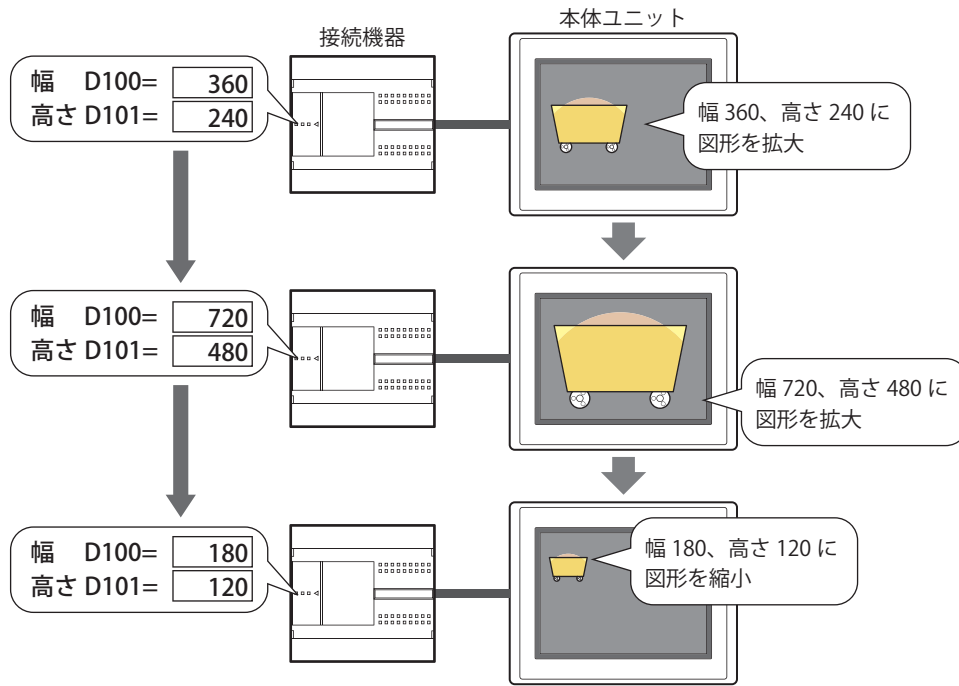 接続機器
本体ユニット
幅 D100= 360
高さ D101= 240
幅 360、高さ 240 に
図形を拡大
幅 D100= 720
高さ D101= 480
幅 720、高さ 480 に
図形を拡大
幅 D100= 180
高さ D101= 120
幅 180、高さ 120 に
図形を縮小